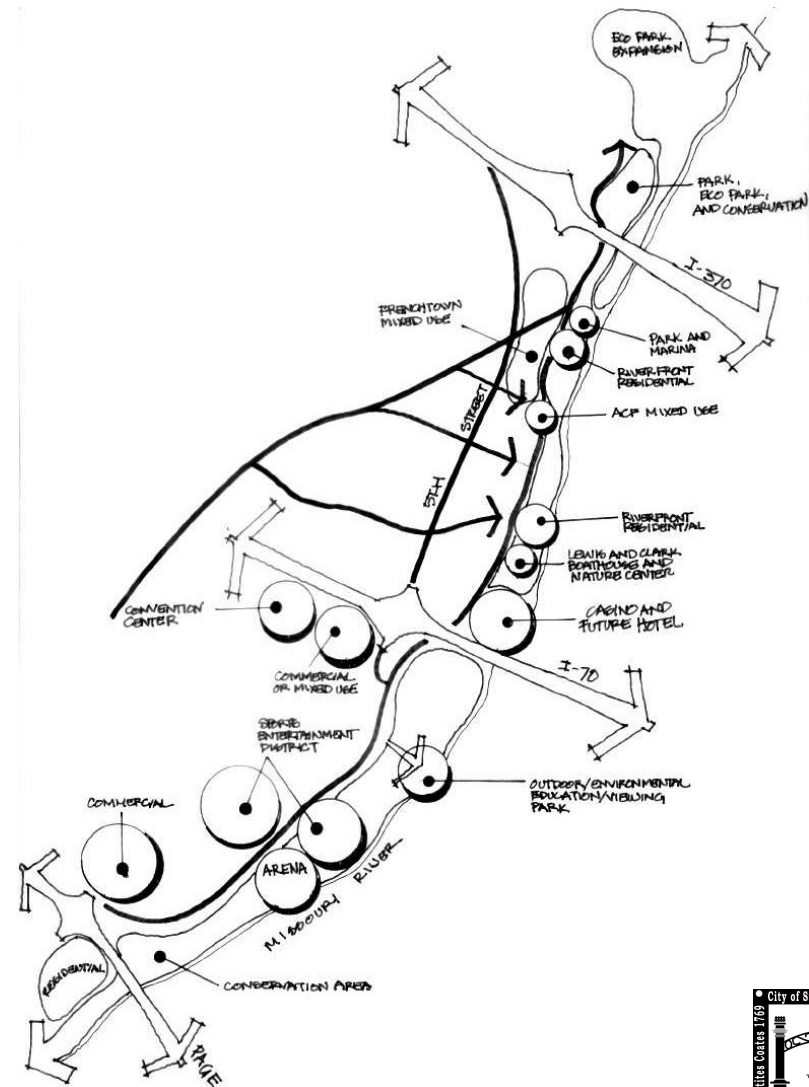 ECO PARK
EXPANSION
PARK,
ECO PARK,
AND CONSERVATION
I-370
FRENCHTOWN
MIXED USE
PARK AND
MARINA
RIVERFRONT
RESIDENTIAL
ACF MIXED USE
5TH STREET
RIVERFRONT
RESIDENTIAL
LEWIS AND CLARK
BOATHOUSE AND
NATURE CENTER
CONVENTION
CENTER
CASINO AND
FUTURE HOTEL
COMMERCIAL
OR MIXED USE
I-70
SPORTS
ENTERTAINMENT
DISTRICT
OUTDOOR/ENVIRONMENTAL
EDUCATION/VIEWING
PARK
COMMERCIAL
ARENA
MISSOURI RIVER
RESIDENTIAL
CONSERVATION AREA
PAGE
City of S
ites Coates 1769